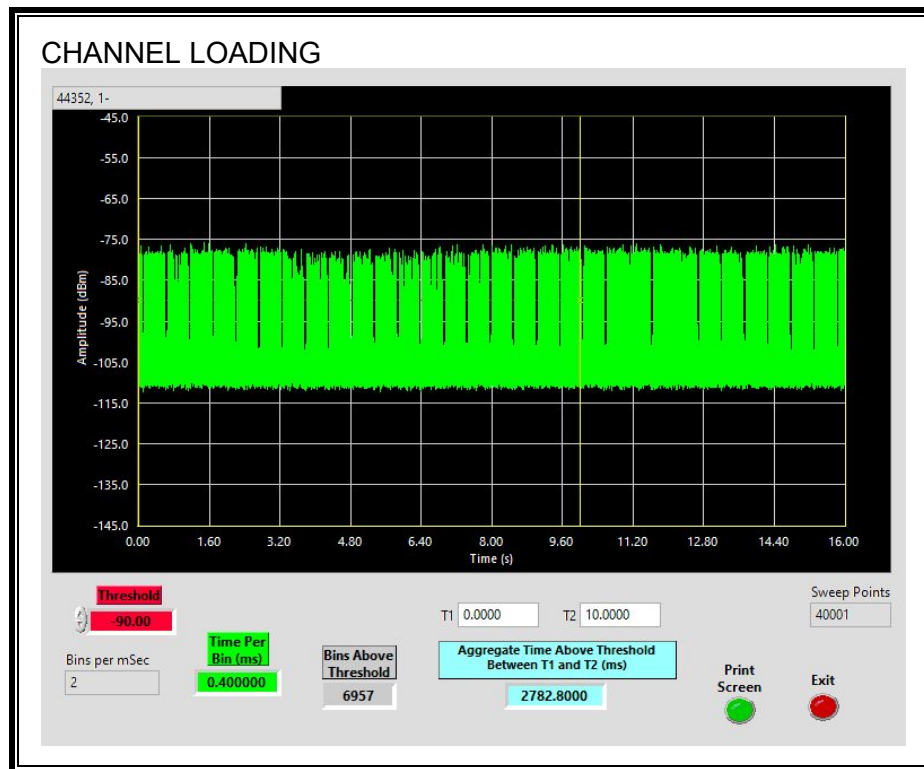 CHANNEL LOADING
44352, 1-
-45.0
-55.0
-65.0
-75.0
-85.0
-95.0
-105.0
-115.0
-125.0
-135.0
-145.0
Amplitude (dBm)
0.00 1.60 3.20 4.80 6.40 8.00 9.60 11.20 12.80 14.40 16.00
Time (s)
Threshold
-90.00
T1 0.0000 T2 10.0000
Sweep Points
40001
Bins per mSec
2
Time Per
Bin (ms)
0.400000
Bins Above
Threshold
6957
Aggregate Time Above Threshold
Between T1 and T2 (ms)
2782.8000
Print
Screen
Exit